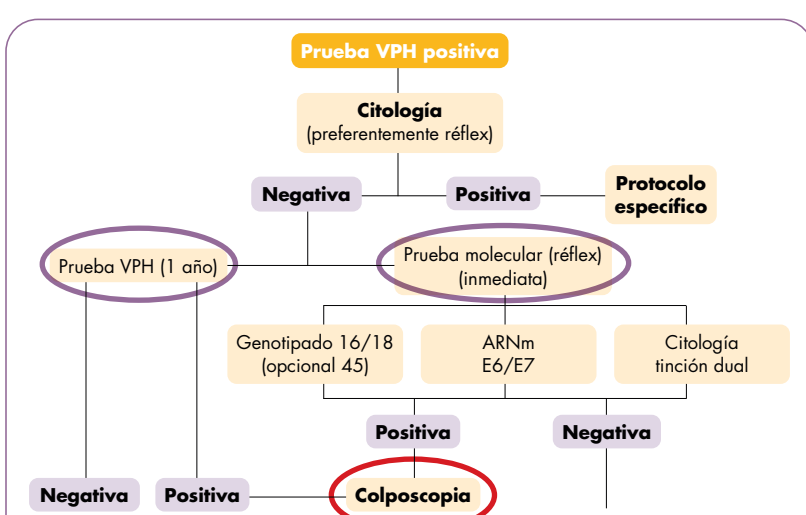 Prueba VPH positiva
Citología
(preferentemente réflex)
Negativa
Positiva
Protocolo
específico
Prueba VPH (1 año)
Prueba molecular (réflex)
(inmediata)
Genotipado 16/18
(opcional 45)
ARNm
E6/E7
Citología
tinción dual
Positiva
Negativa
Negativa
Positiva
Colposcopia